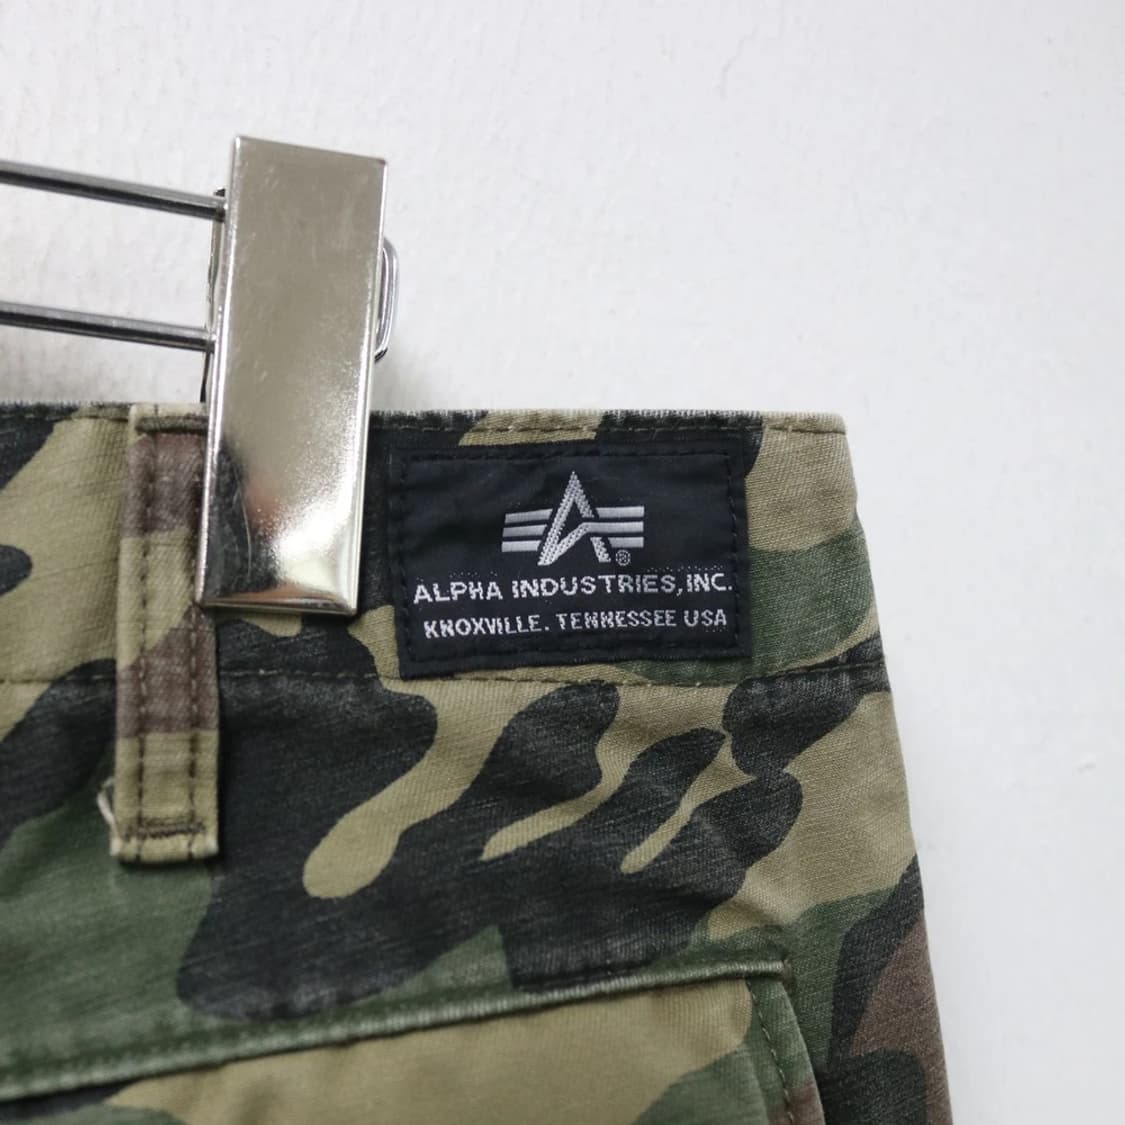 ALPHA INDUSTRIES, INC.
KNOXVILLE. TENNESSEE USA